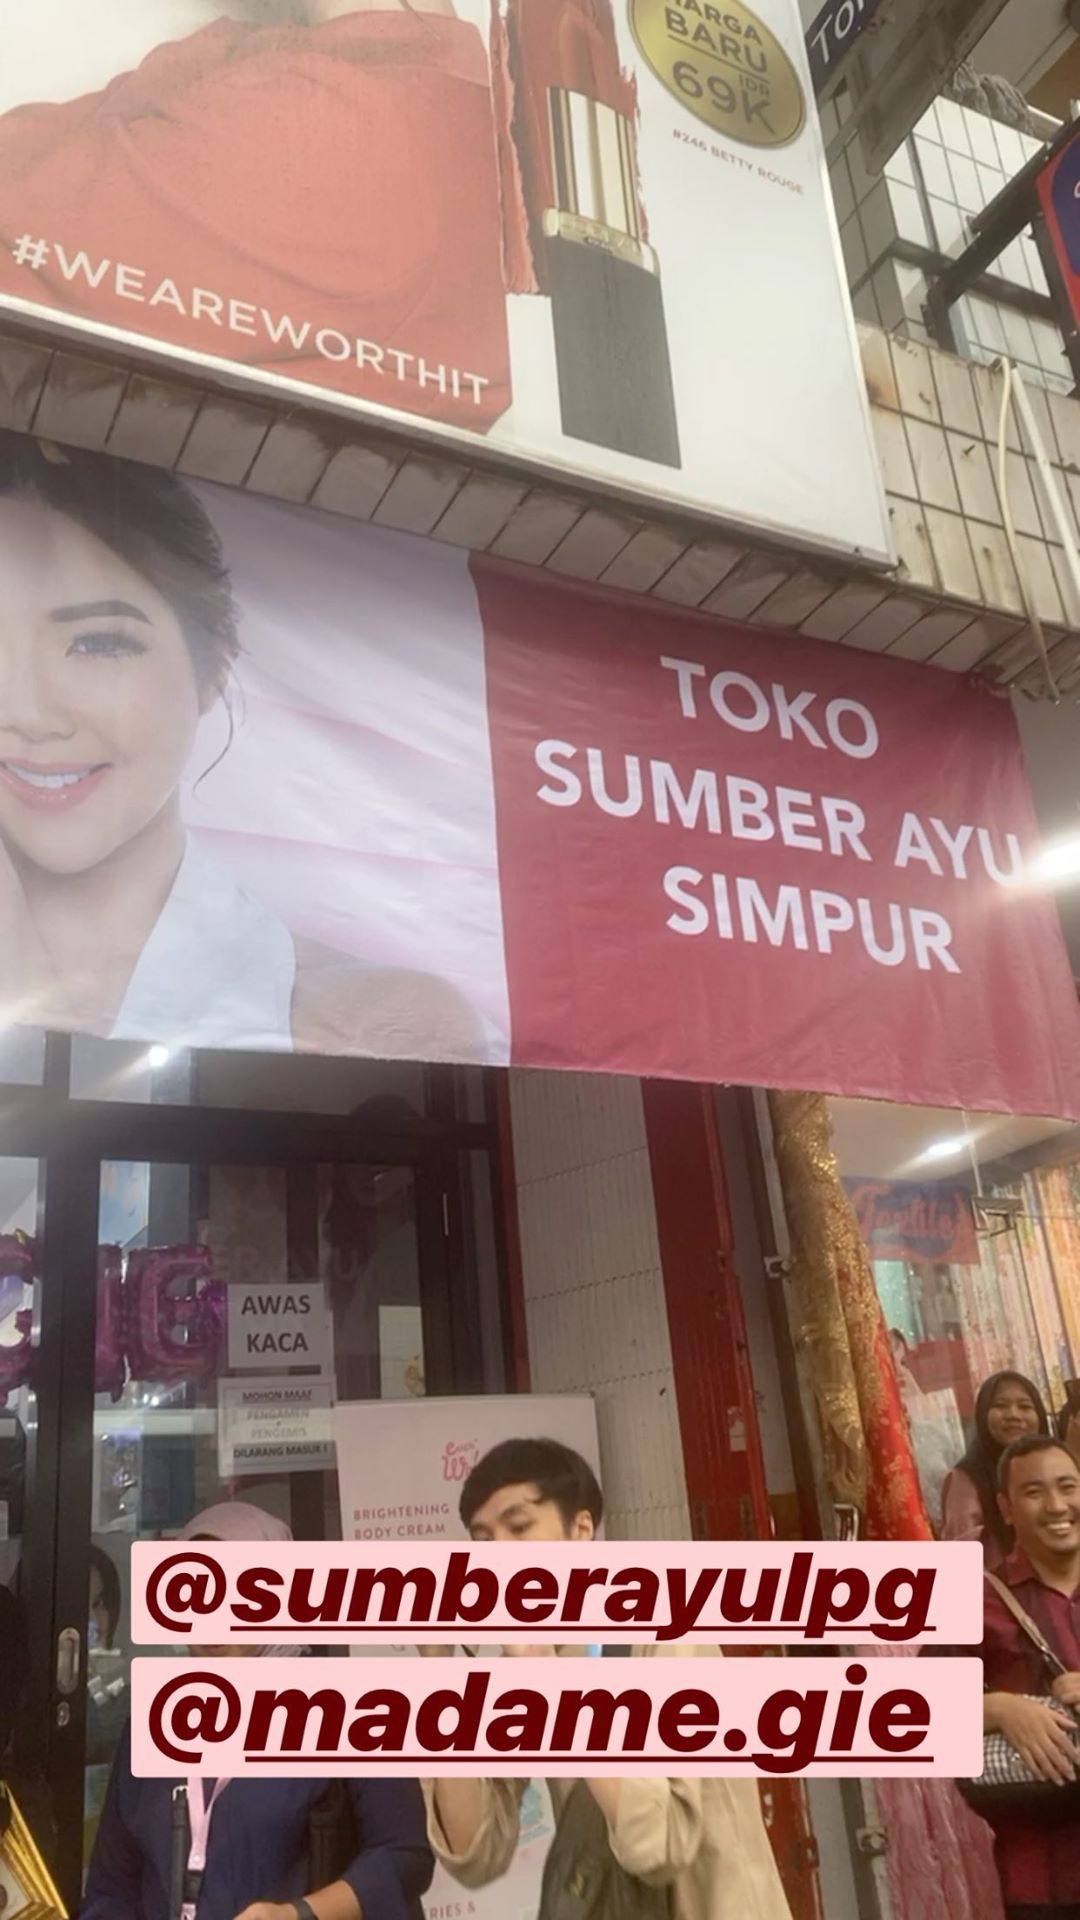 HARGA
BARU
IDR
69K
#246 BETTY ROUGE
#WEAREWORTHIT
TOKO
SUMBER AYU
SIMPUR
AWAS
KACA
MOHON MAAF
PENGAMEN
PENGEMIS
DILARANG MASUK !
BRIGHTENING
BODY CREAM
@sumberayulpg
@madame.gie